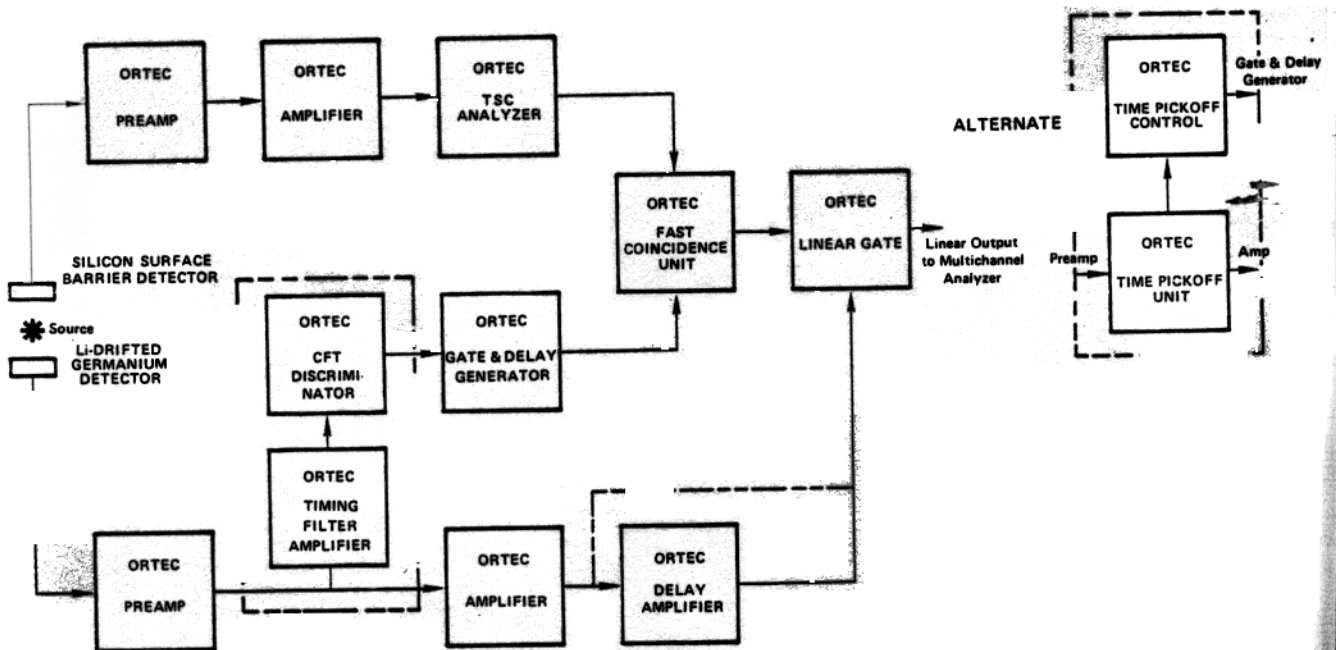 ORTEC
PREAMP
ORTEC
AMPLIFIER
ORTEC
TSC
ANALYZER
ORTEC
FAST
COINCIDENCE
UNIT
ORTEC
LINEAR GATE
Linear Output
to Multichannel
Analyzer
SILICON SURFACE
BARRIER DETECTOR
Source
Li-DRIFTED
GERMANIUM
DETECTOR
ORTEC
CFT
DISCRIMI-
NATOR
ORTEC
GATE & DELAY
GENERATOR
ORTEC
TIMING
FILTER
AMPLIFIER
ORTEC
PREAMP
ORTEC
AMPLIFIER
ORTEC
DELAY
AMPLIFIER
ALTERNATE
ORTEC
TIME PICKOFF
CONTROL
Gate & Delay
Generator
Preamp
ORTEC
TIME PICKOFF
UNIT
Amp